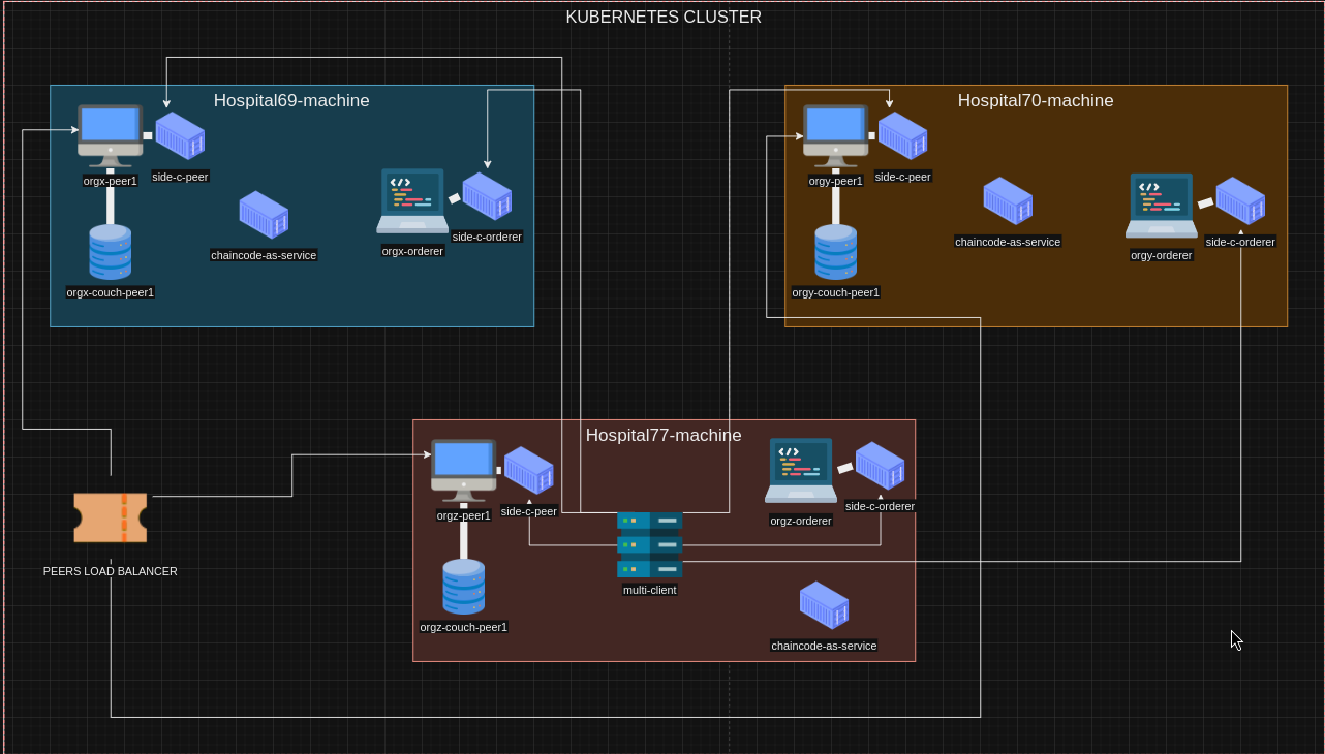 KUBERNETES CLUSTER
Hospital69-machine
orgx-peer1
side-c-peer
chaincode-as-service
orgx-orderer
side-c-orderer
orgx-couch-peer1
Hospital70-machine
orgy-peer1
side-c-peer
chaincode-as-service
orgy-orderer
side-c-orderer
orgy-couch-peer1
Hospital77-machine
orgz-peer1
side-c-peer
orgz-orderer
side-c-orderer
multi-client
orgz-couch-peer1
chaincode-as-service
PEERS LOAD BALANCER